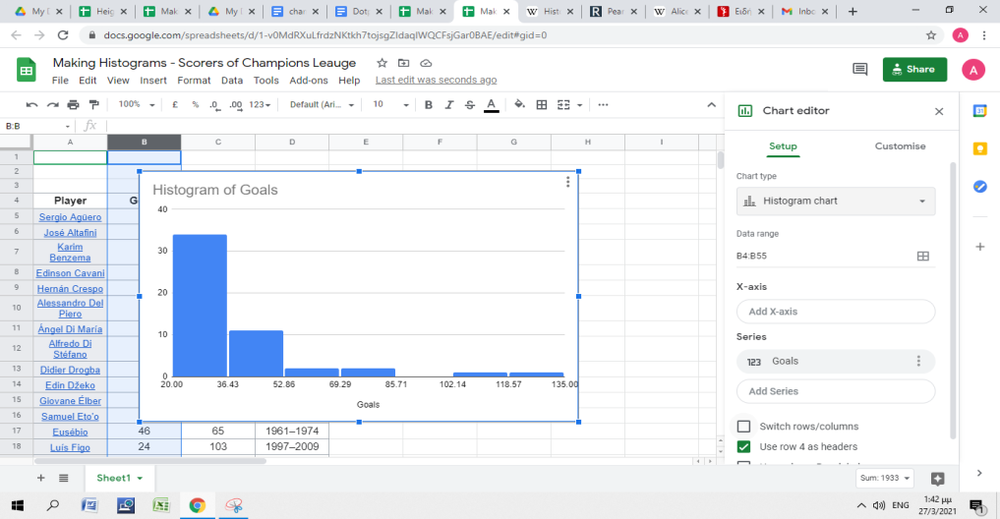 My I
Heig
Mak
My (
char
Dot
Mak
Mak
Hist
Pear
Alice
Ειδή
Inbc
docs.google.com/spreadsheets/d/1-v0MdRXuLfrdzNKtkh7tojsgZIdaqIWQCFsjGar0BAE/edit#gid=0
Making Histograms - Scorers of Champions Leauge
File Edit View Insert Format Data Tools Add-ons Help Last edit was seconds ago
Share
A
100% £ % .0 .00 123 Default (Ari... 10 B I S A ...
B:B fx
A B C D E F G H I
1
2
3
4 Player G
5 Sergio Agüero
6 José Altafini
7 Karim
Benzema
8 Edinson Cavani
9 Hernán Crespo
10 Alessandro Del
Piero
11 Ángel Di María
12 Alfredo Di
Stéfano
13 Didier Drogba
14 Edin Džeko
15 Giovane Élber
16 Samuel Eto'o
17 Eusébio 46 65 1961–1974
18 Luís Figo 24 103 1997–2009
Histogram of Goals
40
30
20
10
0
20.00 36.43 52.86 69.29 85.71 102.14 118.57 135.00
Goals
Chart editor
Setup Customise
Chart type
Histogram chart
Data range
B4:B55
X-axis
Add X-axis
Series
123 Goals
Add Series
Switch rows/columns
Use row 4 as headers
Sheet1
Sum: 1933
ENG
1:42 μμ
27/3/2021